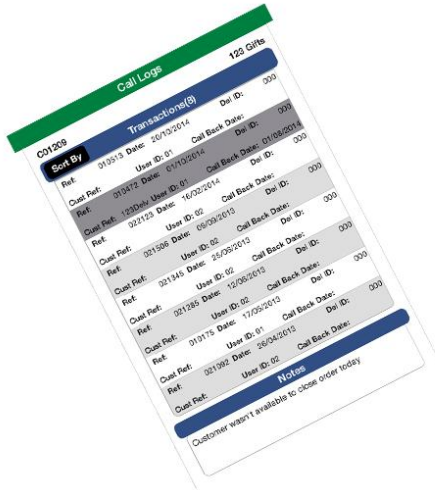 Call Logs
C01209 123 Gifts
Sort By Transactions(8)
Ref: 010513 Date: 20/10/2014 Del ID: 000
Cust Ref: User ID: 01 Call Back Date:
Ref: 010472 Date: 01/10/2014 Del ID: 000
Cust Ref: 123Delv User ID: 01 Call Back Date: 01/08/2014
Ref: 022123 Date: 16/02/2014 Del ID: 000
Cust Ref: User ID: 02 Call Back Date:
Ref: 021506 Date: 09/09/2013 Del ID: 000
Cust Ref: User ID: 02 Call Back Date:
Ref: 021345 Date: 25/06/2013 Del ID: 000
Cust Ref: User ID: 02 Call Back Date:
Ref: 021285 Date: 12/06/2013 Del ID: 000
Cust Ref: User ID: 02 Call Back Date:
Ref: 010175 Date: 17/05/2013 Del ID: 000
Cust Ref: User ID: 01 Call Back Date:
Ref: 021092 Date: 26/04/2013 Del ID: 000
Cust Ref: User ID: 02 Call Back Date:
Notes
Customer wasn't available to close order today